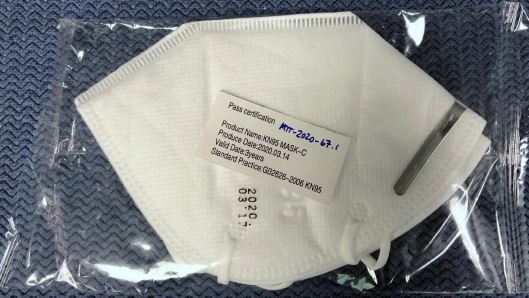 Pass certification
MTT-2020-67.1
Product Name:KN95 MASK-C
Produce Date:2020.03.14
Valid Date:3years
Standard Practice:GB2626-2006 KN95
2020.
03.17